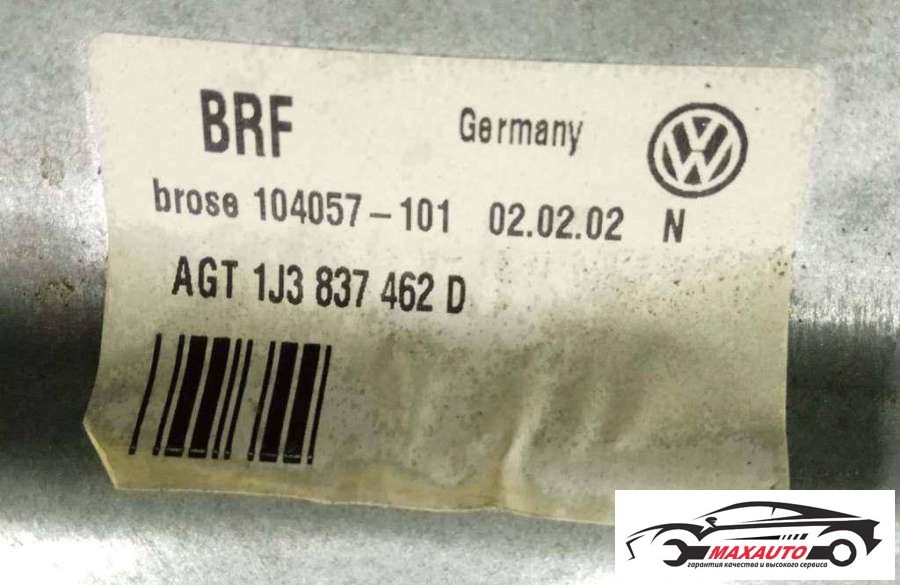 BRF Germany
brose 104057-101 02.02.02 N
AGT 1J3 837 462 D
MAXAUTO
гарантия качества и высокого сервиса